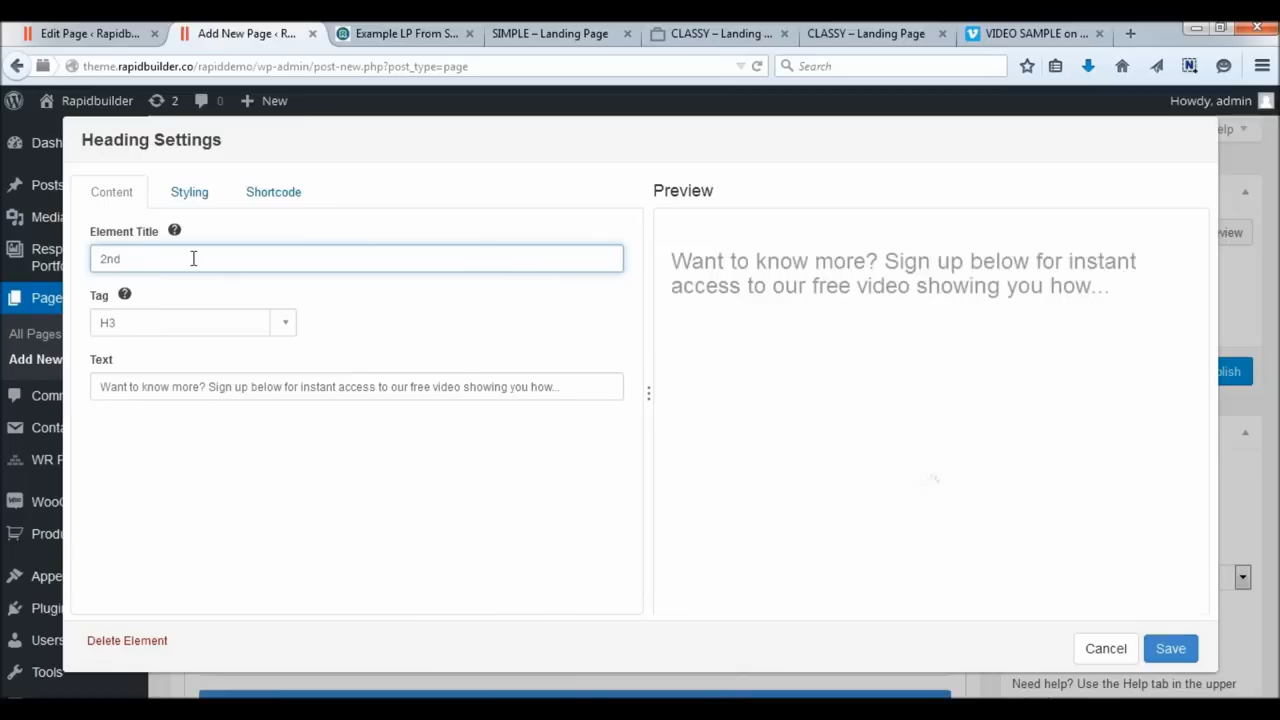 Edit Page ‹ Rapidb...
Add New Page ‹ R...
Example LP From S...
SIMPLE – Landing Page
CLASSY – Landing ...
CLASSY – Landing Page
VIDEO SAMPLE on ...
theme.rapidbuilder.co/rapiddemo/wp-admin/post-new.php?post_type=page
Search
Rapidbuilder
2
0
New
Howdy, admin
Dash
Posts
Media
Resp
Portfo
Pages
All Pages
Add New
Comm
Conta
WR P
WooC
Produ
Appe
Plugin
Users
Tools
Heading Settings
Content
Styling
Shortcode
Element Title
2nd
Tag
H3
Text
Want to know more? Sign up below for instant access to our free video showing you how...
Delete Element
Preview
Want to know more? Sign up below for instant
access to our free video showing you how...
Cancel
Save
elp
view
blish
Need help? Use the Help tab in the upper